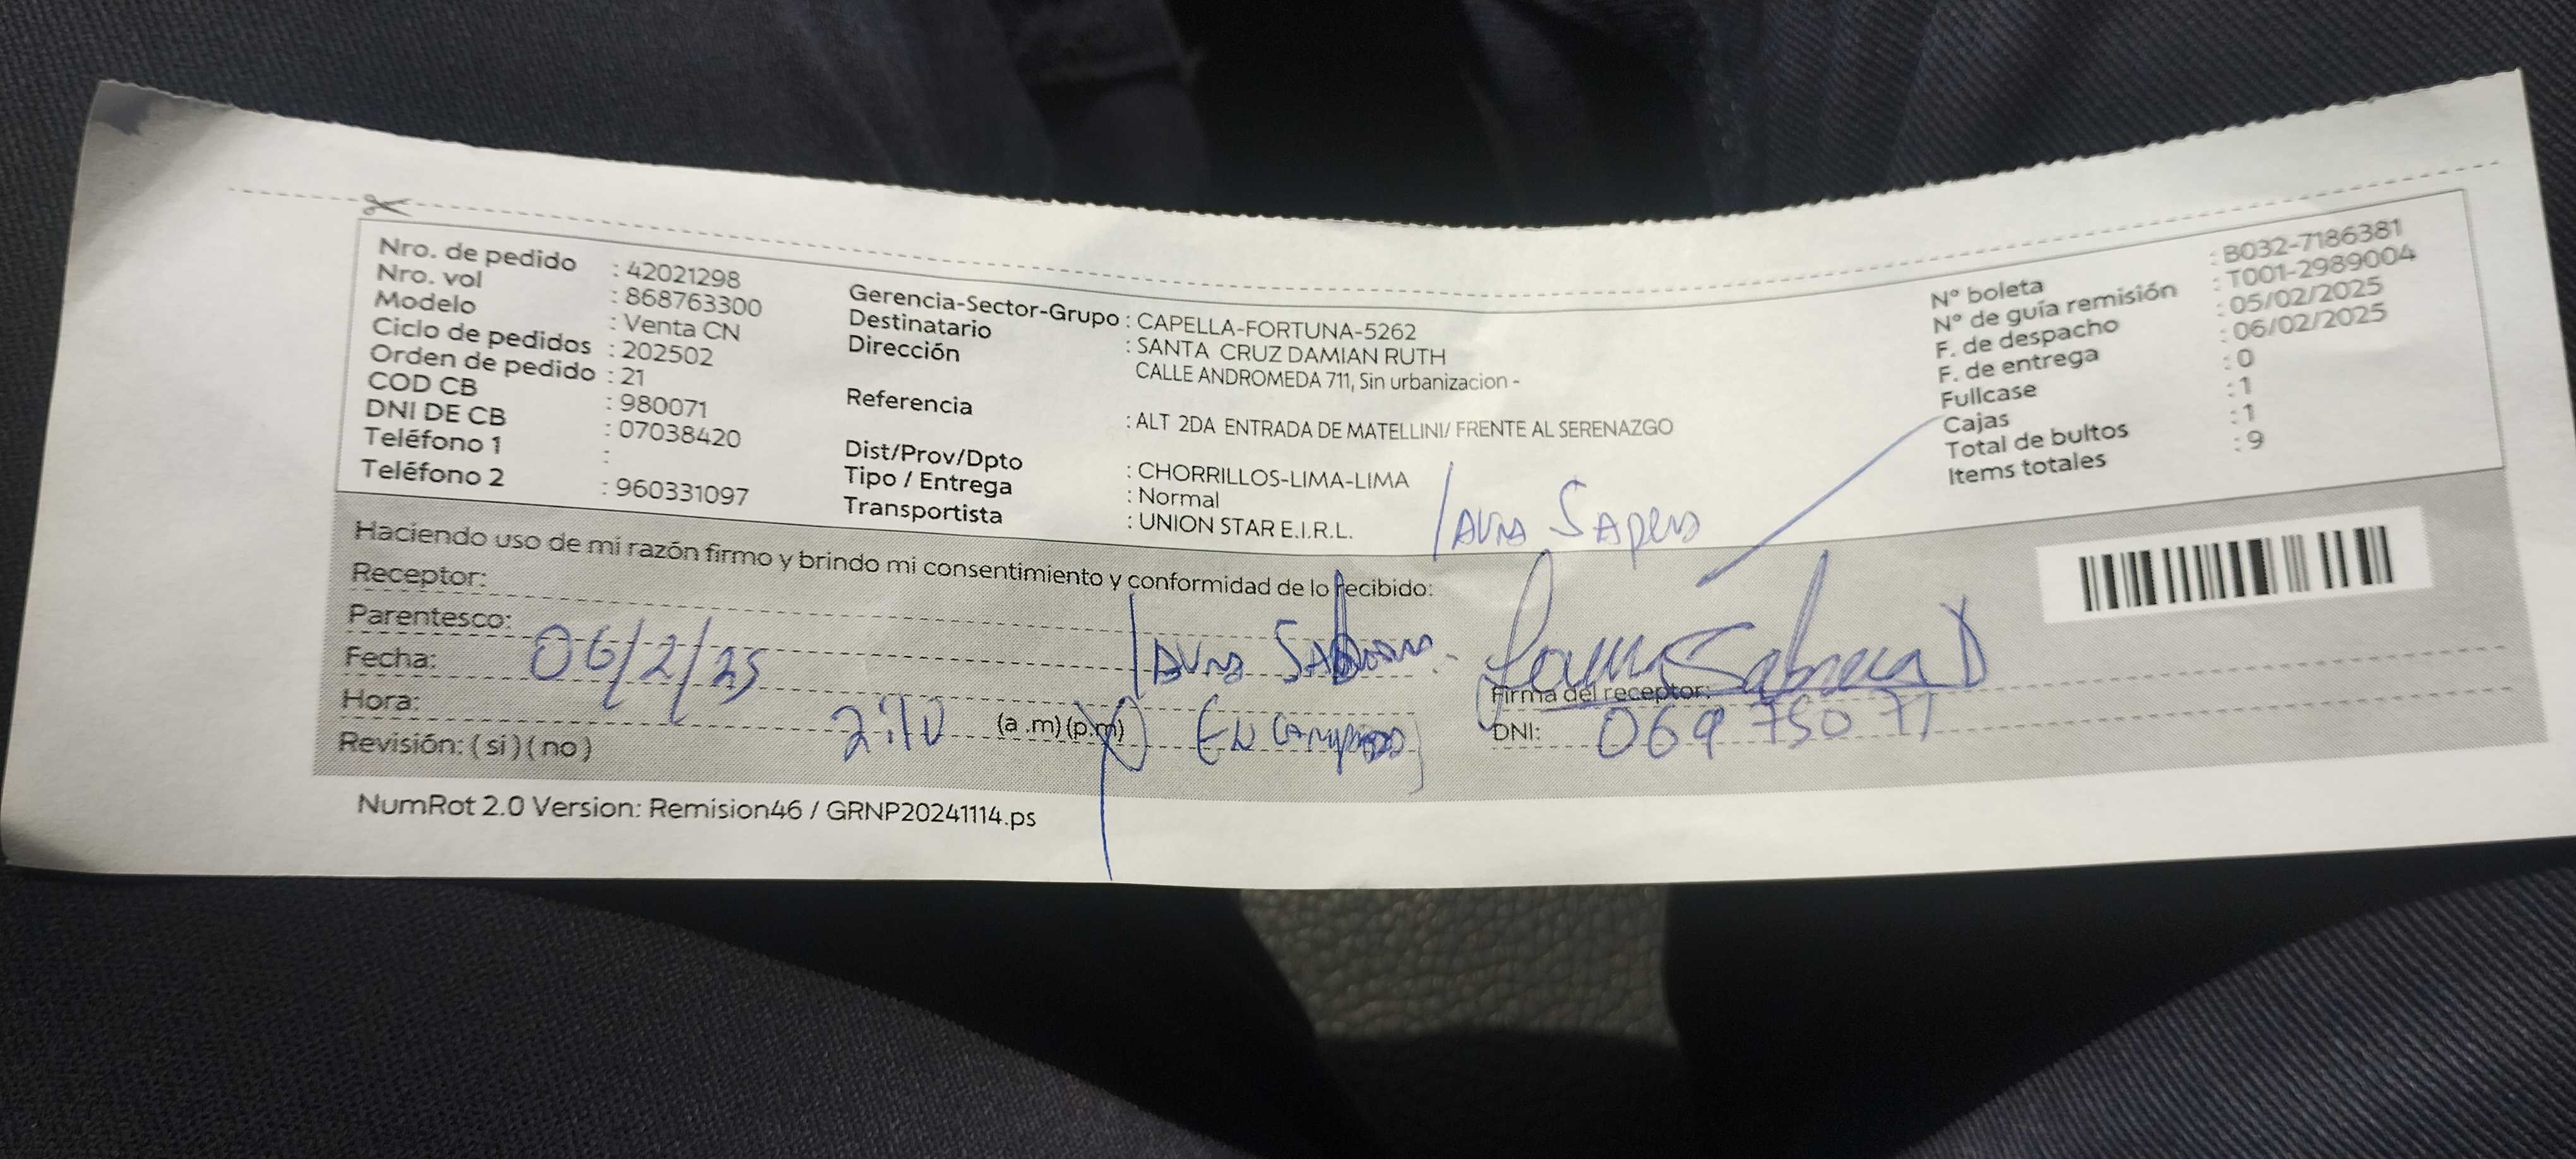 Nro. de pedido : 42021298
Nro. vol : 868763300
Modelo : Venta CN
Ciclo de pedidos : 202502
Orden de pedido : 21
COD CB : 980071
DNI DE CB : 07038420
Teléfono 1 :
Teléfono 2 : 960331097
Gerencia-Sector-Grupo : CAPELLA-FORTUNA-5262
Destinatario : SANTA CRUZ DAMIAN RUTH
Dirección CALLE ANDROMEDA 711, Sin urbanizacion -
Referencia : ALT 2DA ENTRADA DE MATELLINI/ FRENTE AL SERENAZGO
Dist/Prov/Dpto : CHORRILLOS-LIMA-LIMA
Tipo / Entrega : Normal
Transportista : UNION STAR E.I.R.L.
N° boleta : B032-7186381
N° de guía remisión : T001-2989004
F. de despacho : 05/02/2025
F. de entrega : 06/02/2025
Fullcase : 0
Cajas : 1
Total de bultos : 1
Items totales : 9
Haciendo uso de mi razón firmo y brindo mi consentimiento y conformidad de lo recibido:
Receptor:
Parentesco:
Fecha: 06/2/25
Hora: 2:10 (a .m) (p.m)
Revisión: ( si ) ( no )
Firma del receptor:
DNI: 06975071
NumRot 2.0 Version: Remision46 / GRNP20241114.ps